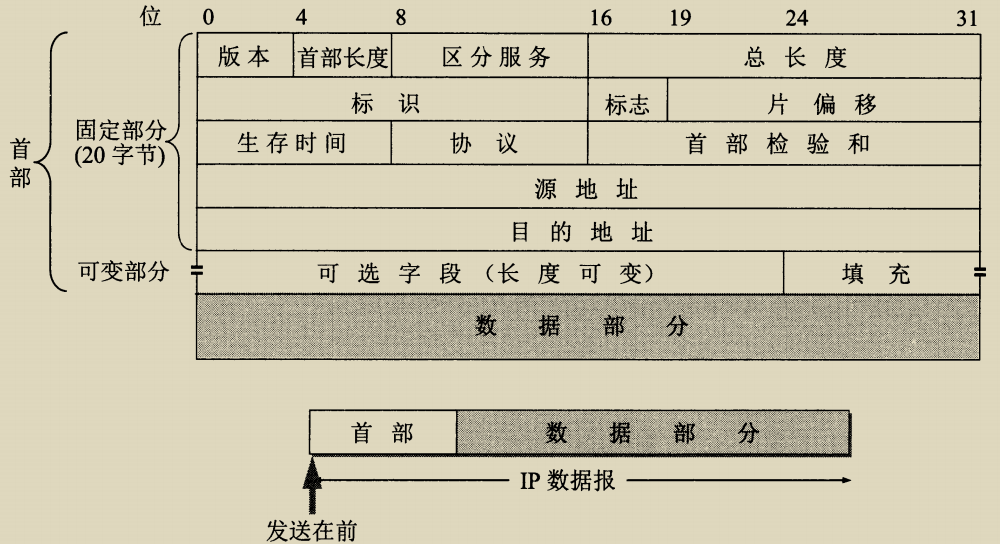 位 0 4 8 16 19 24 31
版本 首部长度 区分服务 总长度
标识 标志 片偏移
生存时间 协议 首部检验和
源地址
目的地址
可选字段（长度可变） 填充
数据部分
首部
固定部分
(20 字节)
可变部分
首部 数据部分
IP 数据报
发送在前